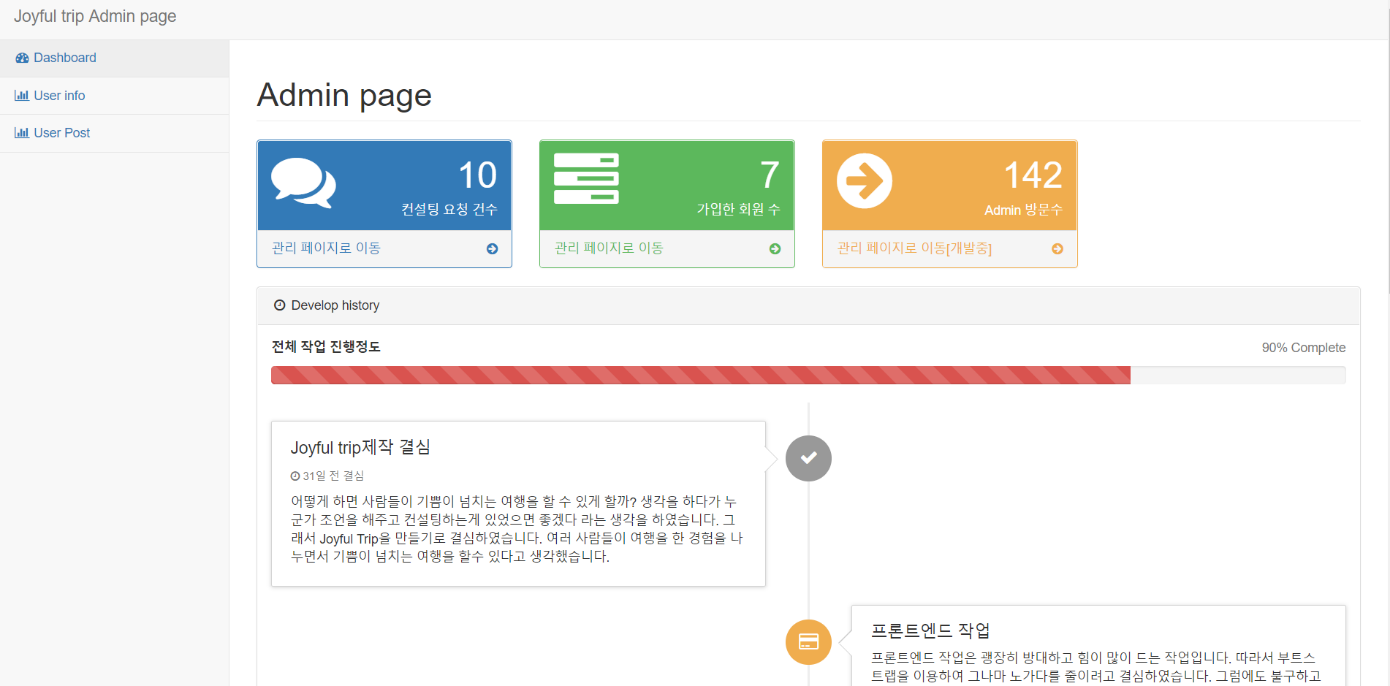 Joyful trip Admin page
Dashboard
User info
User Post
Admin page
10
컨설팅 요청 건수
관리 페이지로 이동
7
가입한 회원 수
관리 페이지로 이동
142
Admin 방문수
관리 페이지로 이동[개발중]
Develop history
전체 작업 진행정도
90% Complete
Joyful trip제작 결심
31일 전 결심
어떻게 하면 사람들이 기쁨이 넘치는 여행을 할 수 있게 할까? 생각을 하다가 누
군가 조언을 해주고 컨설팅하는게 있었으면 좋겠다 라는 생각을 하였습니다. 그
래서 Joyful Trip을 만들기로 결심하였습니다. 여러 사람들이 여행을 한 경험을 나
누면서 기쁨이 넘치는 여행을 할수 있다고 생각했습니다.
프론트엔드 작업
프론트엔드 작업은 굉장히 방대하고 힘이 많이 드는 작업입니다. 따라서 부트스
트랩을 이용하여 그나마 노가다를 줄이려고 결심하였습니다. 그럼에도 불구하고